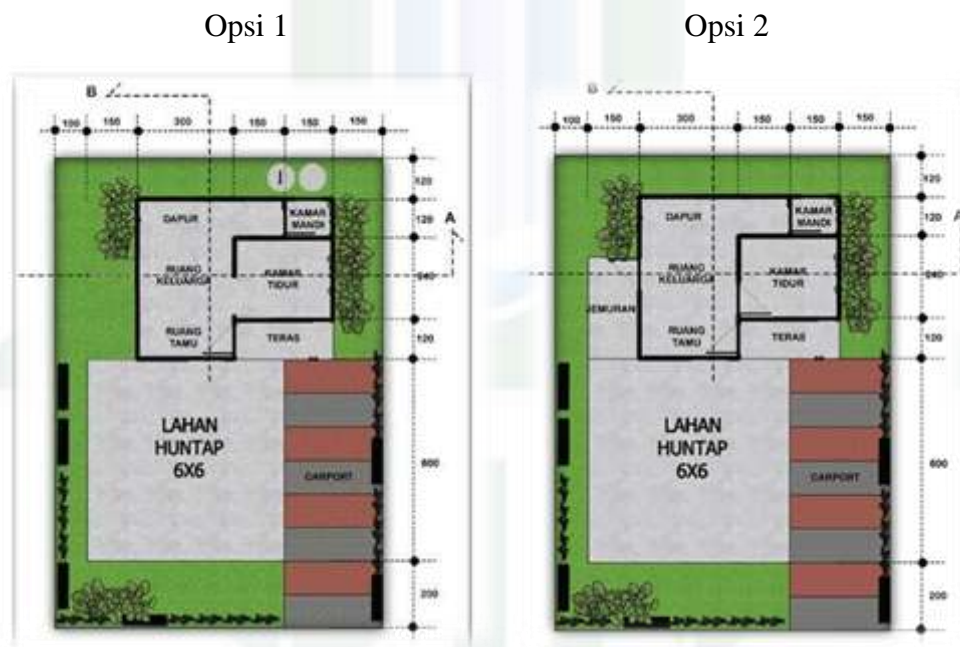 Opsi 1
Opsi 2
B
100 150 300 150 150 150
120
DAPUR
KAMAR
MANDI
120
A
RUANG
KELUARGA
KAMAR
TIDUR
240
RUANG
TAMU
TERAS
120
LAHAN
HUNTAP
6X6
CARPORT
600
200
B
100 150 300 150 150 150
120
DAPUR
KAMAR
MANDI
120
A
RUANG
KELUARGA
KAMAR
TIDUR
240
JEMURAN
RUANG
TAMU
TERAS
120
LAHAN
HUNTAP
6X6
CARPORT
600
200